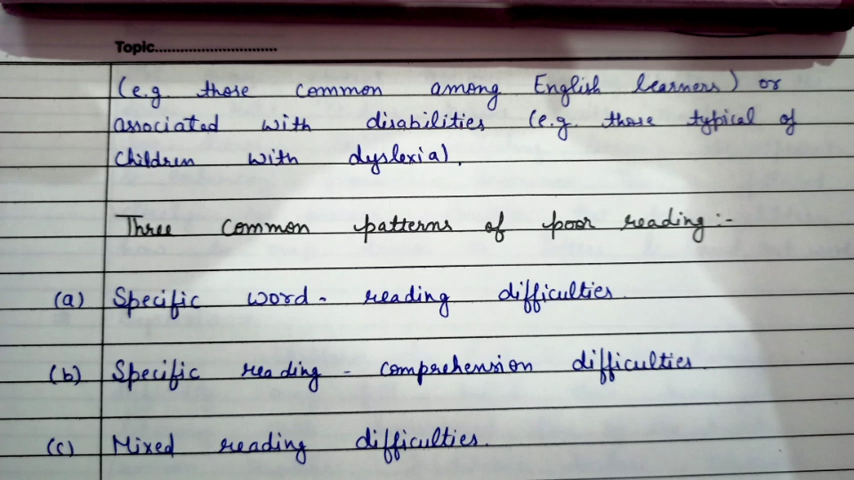 Topic..............................
(e.g. those common among English learners) or
associated with disabilities (e.g. those typical of
children with dyslexia).
Three common patterns of poor reading:-
(a) Specific word - reading difficulties.
(b) Specific reading - comprehension difficulties.
(c) Mixed reading difficulties.